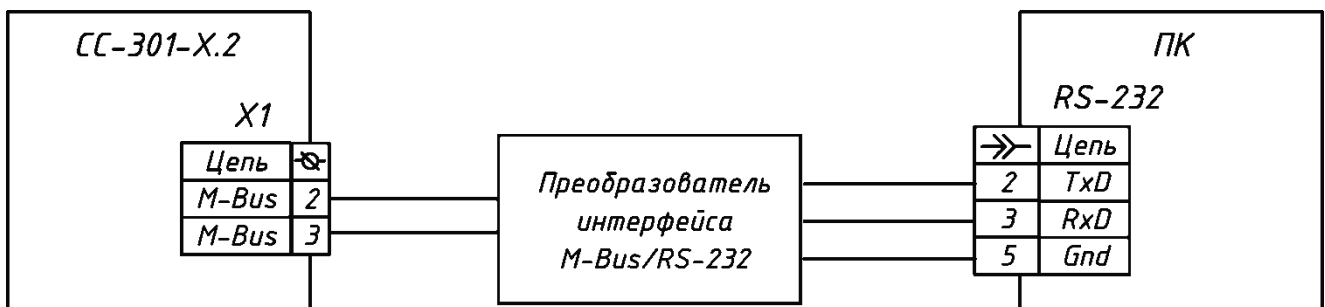 СС-301-Х.2
Х1
Цепь
M-Bus 2
M-Bus 3
Преобразователь
интерфейса
M-Bus/RS-232
ПК
RS-232
Цепь
2 TxD
3 RxD
5 Gnd